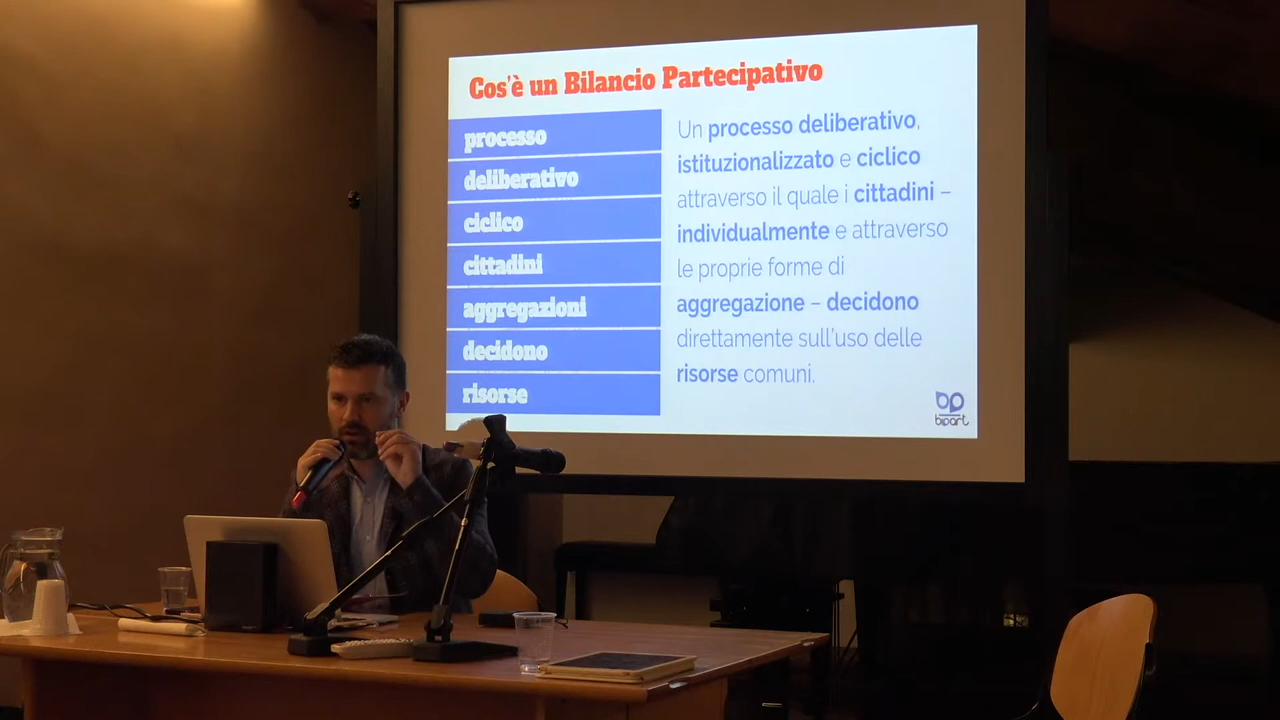 Cos'è un Bilancio Partecipativo
processo
deliberativo
ciclico
cittadini
aggregazioni
decidono
risorse
Un processo deliberativo,
istituzionalizzato e ciclico
attraverso il quale i cittadini –
individualmente e attraverso
le proprie forme di
aggregazione – decidono
direttamente sull'uso delle
risorse comuni.
bipart